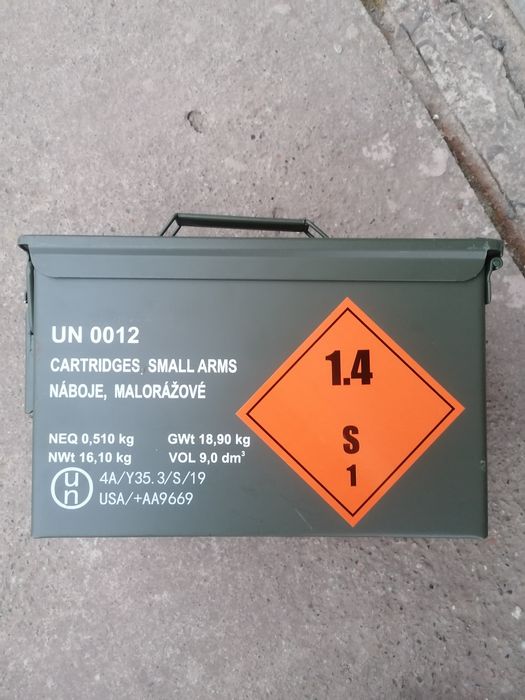 UN 0012
CARTRIDGES, SMALL ARMS
NÁBOJE, MALORÁŽOVÉ
NEQ 0,510 kg GWt 18,90 kg
NWt 16,10 kg VOL 9,0 dm³
un 4A/Y35.3/S/19
USA/+AA9669
1.4
S
1